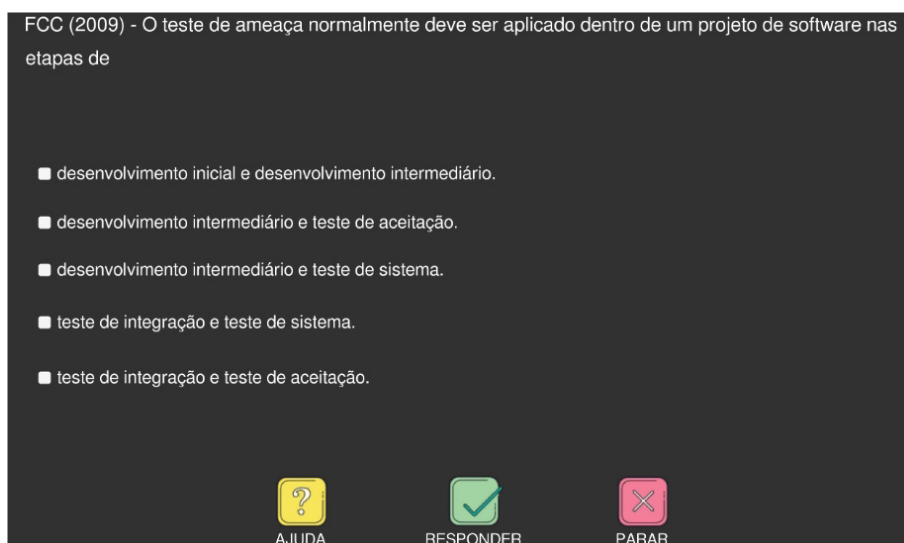 FCC (2009) - O teste de ameaça normalmente deve ser aplicado dentro de um projeto de software nas
etapas de
desenvolvimento inicial e desenvolvimento intermediário.
desenvolvimento intermediário e teste de aceitação.
desenvolvimento intermediário e teste de sistema.
teste de integração e teste de sistema.
teste de integração e teste de aceitação.
?
AJUDA RESPONDER PARAR